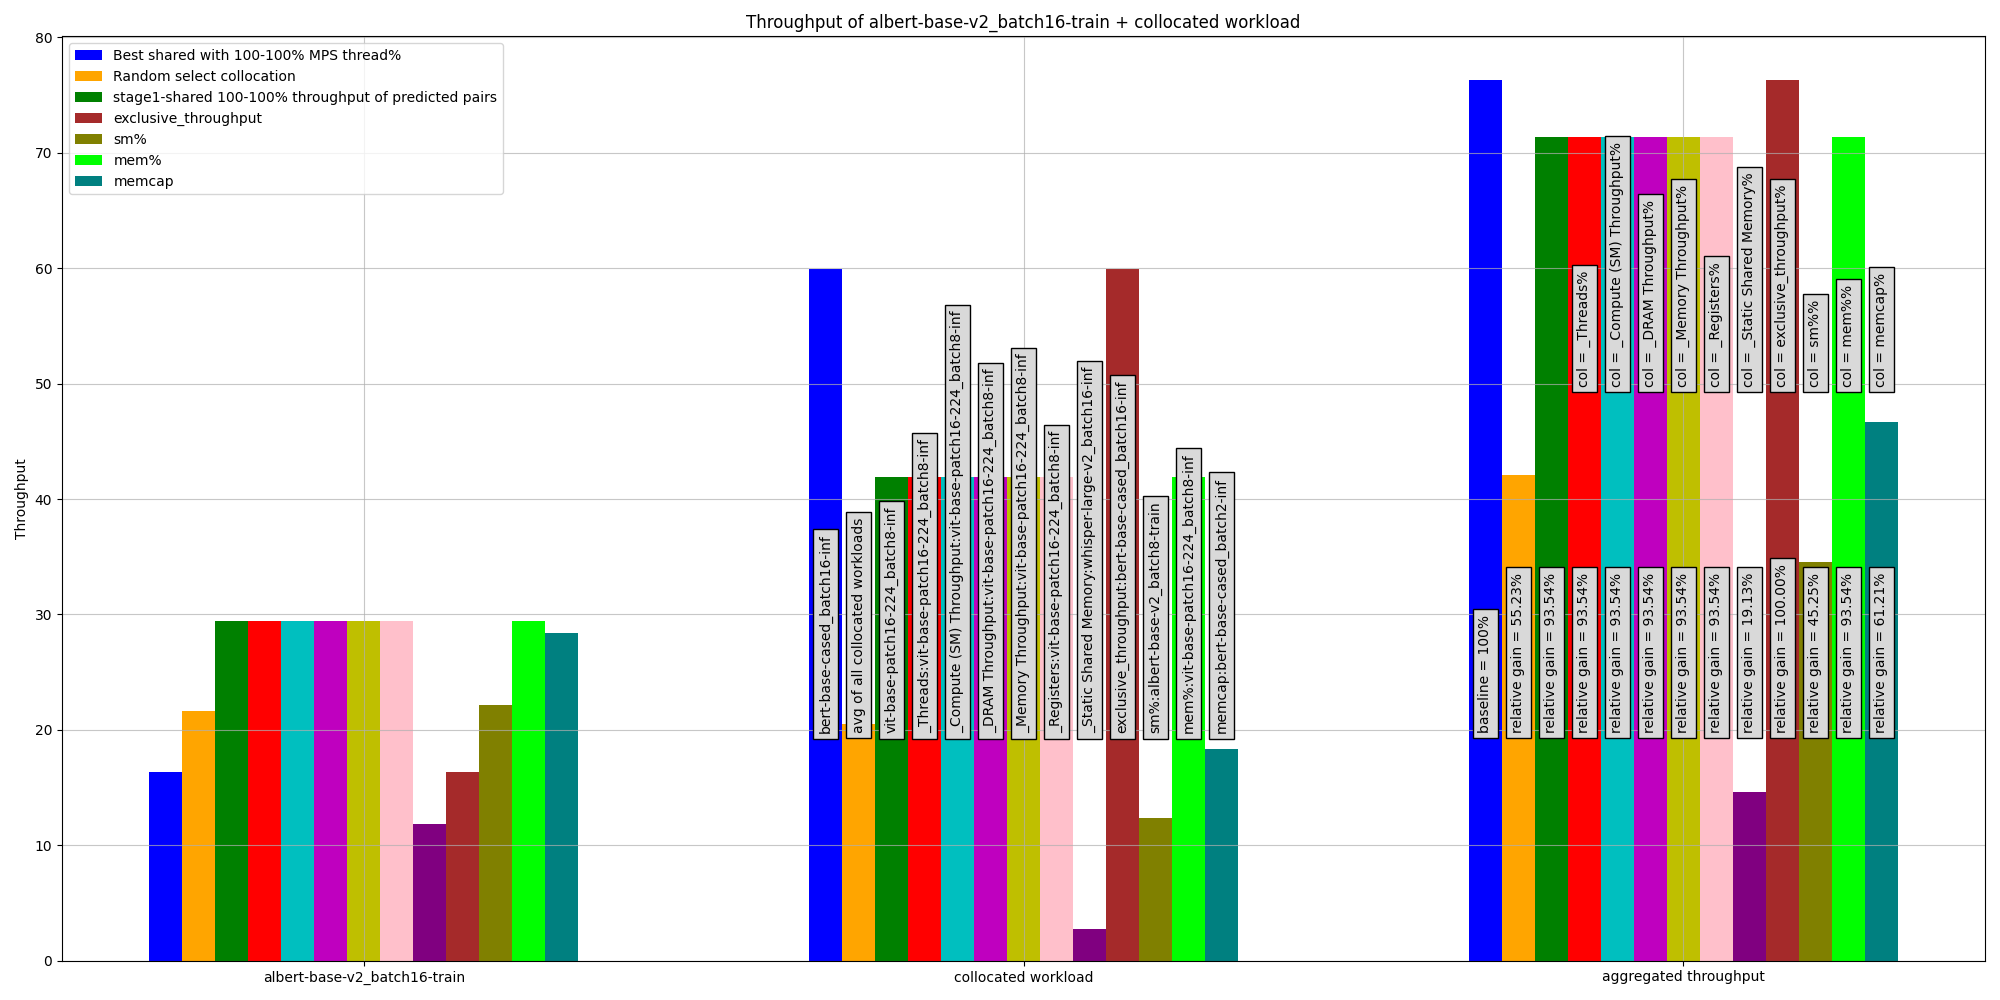 Throughput of albert-base-v2_batch16-train + collocated workload
Throughput
80
70
60
50
40
30
20
10
0
Best shared with 100-100% MPS thread%
Random select collocation
stage1-shared 100-100% throughput of predicted pairs
exclusive_throughput
sm%
mem%
memcap
bert-base-cased_batch16-inf
avg of all collocated workloads
vit-base-patch16-224_batch8-inf
_Threads:vit-base-patch16-224_batch8-inf
_Compute (SM) Throughput:vit-base-patch16-224_batch8-inf
_DRAM Throughput:vit-base-patch16-224_batch8-inf
_Memory Throughput:vit-base-patch16-224_batch8-inf
_Registers:vit-base-patch16-224_batch8-inf
_Static Shared Memory:whisper-large-v2_batch16-inf
exclusive_throughput:bert-base-cased_batch16-inf
sm%:albert-base-v2_batch8-train
mem%:vit-base-patch16-224_batch8-inf
memcap:bert-base-cased_batch2-inf
col = _Threads%
col = _Compute (SM) Throughput%
col = _DRAM Throughput%
col = _Memory Throughput%
col = _Registers%
col = _Static Shared Memory%
col = exclusive_throughput%
col = sm%%
col = mem%%
col = memcap%
baseline = 100%
relative gain = 55.23%
relative gain = 93.54%
relative gain = 93.54%
relative gain = 93.54%
relative gain = 93.54%
relative gain = 93.54%
relative gain = 93.54%
relative gain = 19.13%
relative gain = 100.00%
relative gain = 45.25%
relative gain = 93.54%
relative gain = 61.21%
albert-base-v2_batch16-train
collocated workload
aggregated throughput